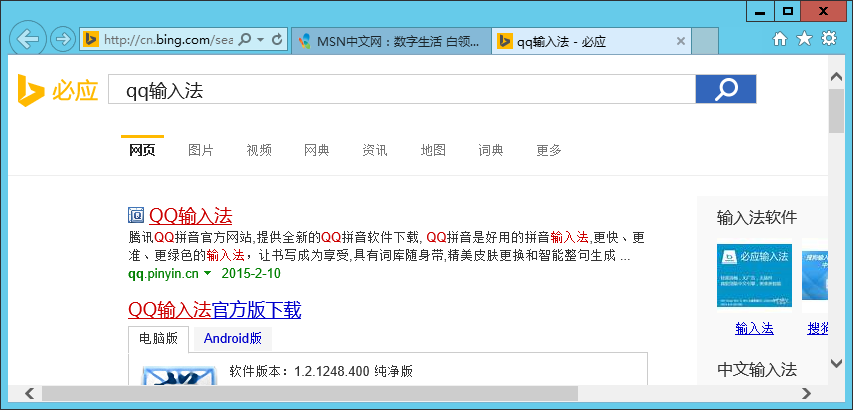 http://cn.bing.com/sea
MSN中文网：数字生活 白领...
qq输入法 - 必应
必应
qq输入法
网页 图片 视频 网典 资讯 地图 词典 更多
QQ输入法
腾讯QQ拼音官方网站,提供全新的QQ拼音软件下载, QQ拼音是好用的拼音输入法,更快、更
准、更绿色的输入法，让书写成为享受,具有词库随身带,精美皮肤更换和智能整句生成 ...
qq.pinyin.cn 2015-2-10
QQ输入法官方版下载
电脑版 Android版
软件版本：1.2.1248.400 纯净版
输入法软件
必应输入法
输入法
搜狗
中文输入法